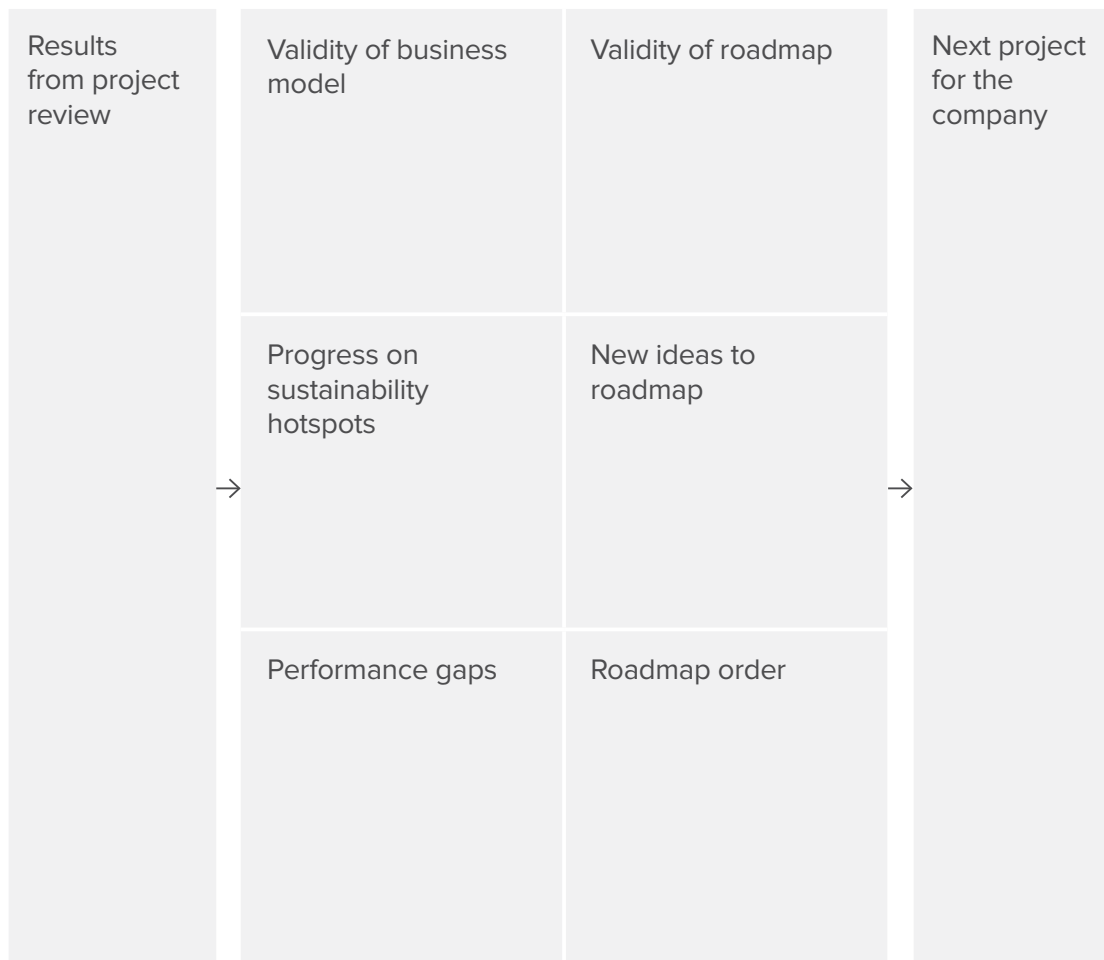 Results
from project
review
Validity of business
model
Validity of roadmap
Progress on
sustainability
hotspots
New ideas to
roadmap
Performance gaps
Roadmap order
Next project
for the
company